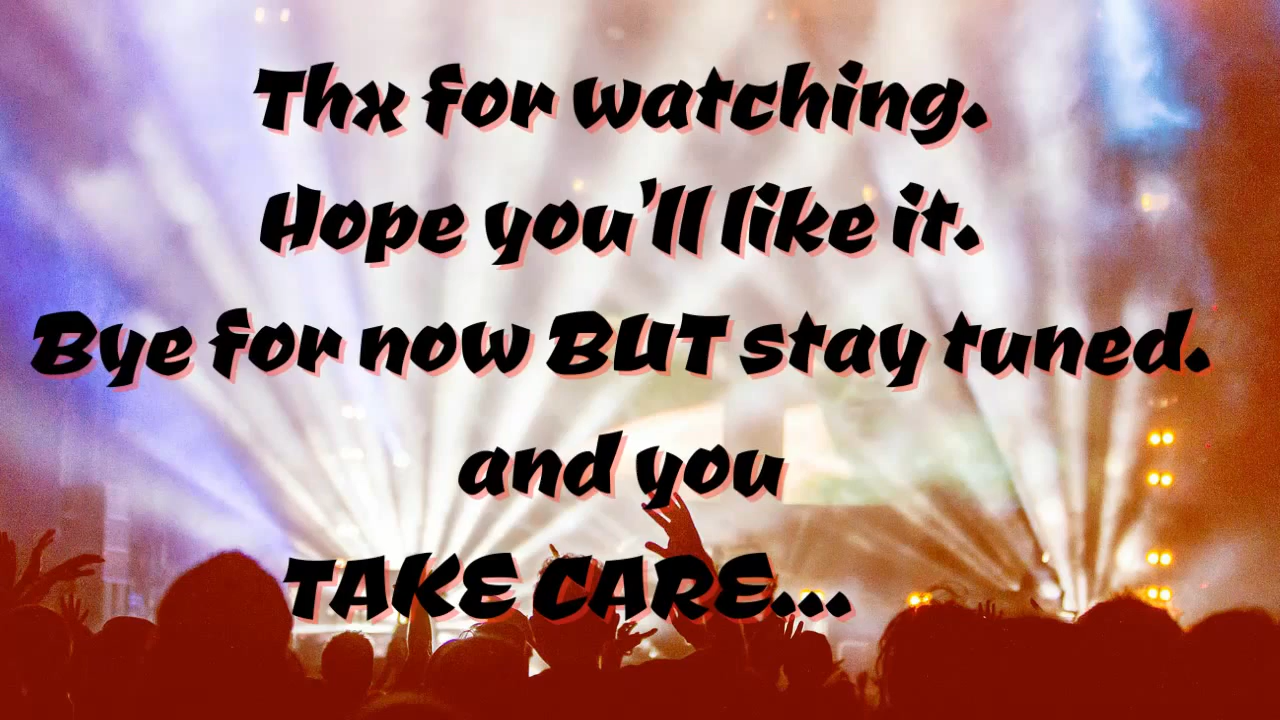 Thx for watching.
Hope you'll like it.
Bye for now BUT stay tuned.
and you
TAKE CARE...